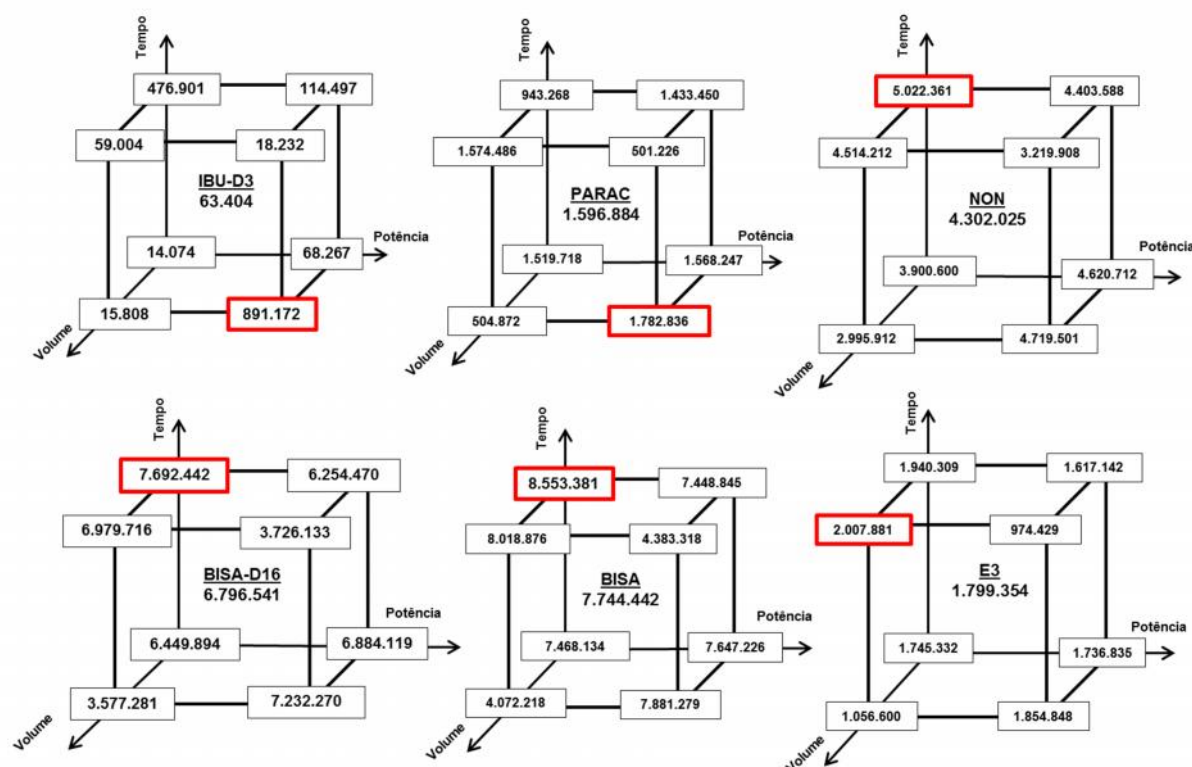 Tempo
476.901 114.497
59.004 18.232
IBU-D3
63.404
Potência
14.074 68.267
15.808 891.172
Volume
Tempo
943.268 1.433.450
1.574.486 501.226
PARAC
1.596.884
Potência
1.519.718 1.568.247
504.872 1.782.836
Volume
Tempo
5.022.361 4.403.588
4.514.212 3.219.908
NON
4.302.025
Potência
3.900.600 4.620.712
2.995.912 4.719.501
Volume
Tempo
7.692.442 6.254.470
6.979.716 3.726.133
BISA-D16
6.796.541
Potência
6.449.894 6.884.119
3.577.281 7.232.270
Volume
Tempo
8.553.381 7.448.845
8.018.876 4.383.318
BISA
7.744.442
Potência
7.468.134 7.647.226
4.072.218 7.881.279
Volume
Tempo
1.940.309 1.617.142
2.007.881 974.429
E3
1.799.354
Potência
1.745.332 1.736.835
1.056.600 1.854.848
Volume